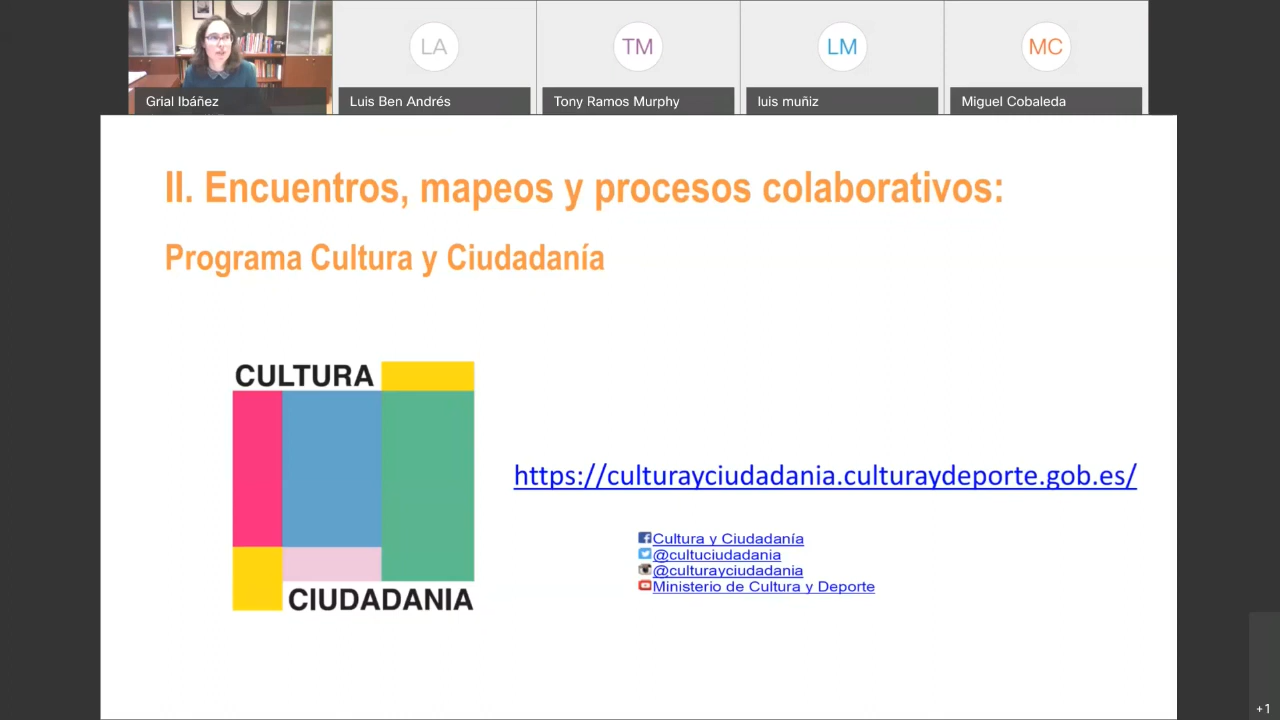 LA
TM
LM
MC
Grial Ibáñez
Luis Ben Andrés
Tony Ramos Murphy
luis muñiz
Miguel Cobaleda
II. Encuentros, mapeos y procesos colaborativos:
Programa Cultura y Ciudadanía
CULTURA
CIUDADANIA
https://culturayciudadania.culturaydeporte.gob.es/
Cultura y Ciudadanía
@cultuciudadania
@culturayciudadania
Ministerio de Cultura y Deporte
+1